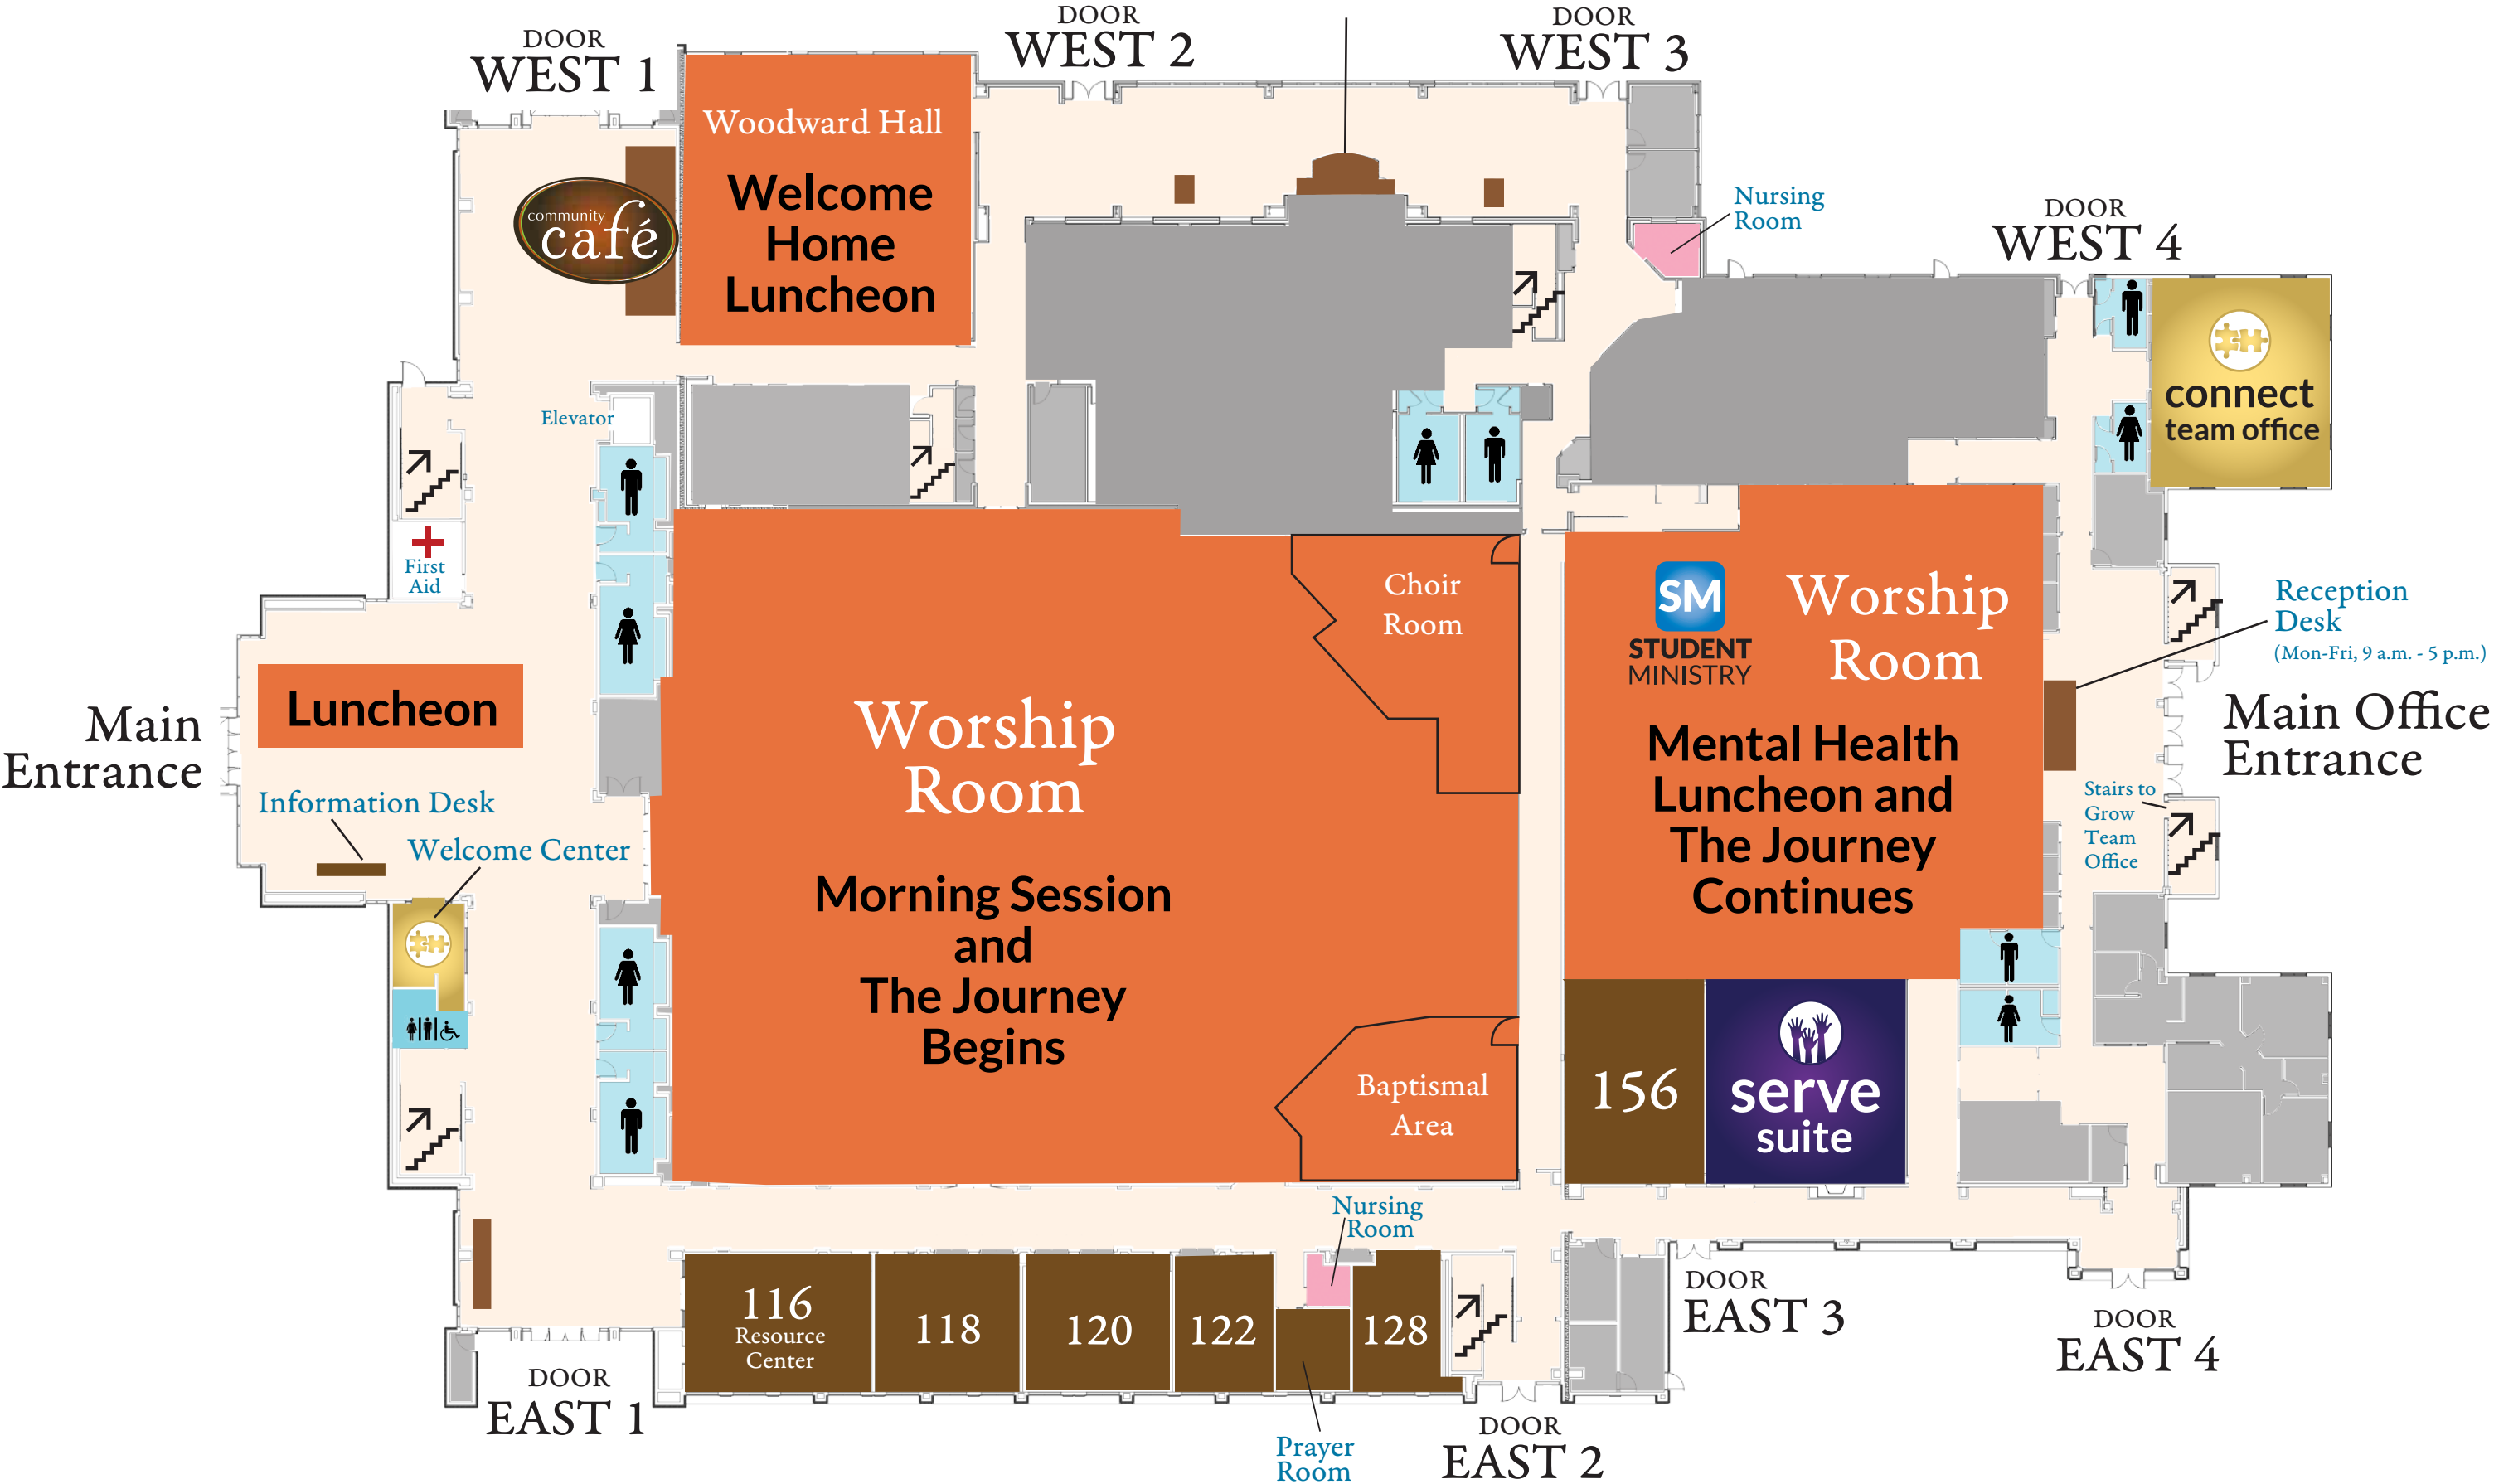 DOOR
WEST 1
DOOR
WEST 2
DOOR
WEST 3
DOOR
WEST 4
Woodward Hall
Welcome
Home
Luncheon
community
café
Nursing
Room
connect
team office
Elevator
First
Aid
Choir
Room
SM
STUDENT
MINISTRY
Worship
Room
Mental Health
Luncheon and
The Journey
Continues
Reception
Desk
(Mon-Fri, 9 a.m. - 5 p.m.)
Main Office
Entrance
Stairs to
Grow
Team
Office
Main
Entrance
Luncheon
Information Desk
Welcome Center
Worship
Room
Morning Session
and
The Journey
Begins
Baptismal
Area
156
serve
suite
Nursing
Room
116
Resource
Center
118
120
122
128
Prayer
Room
DOOR
EAST 1
DOOR
EAST 2
DOOR
EAST 3
DOOR
EAST 4